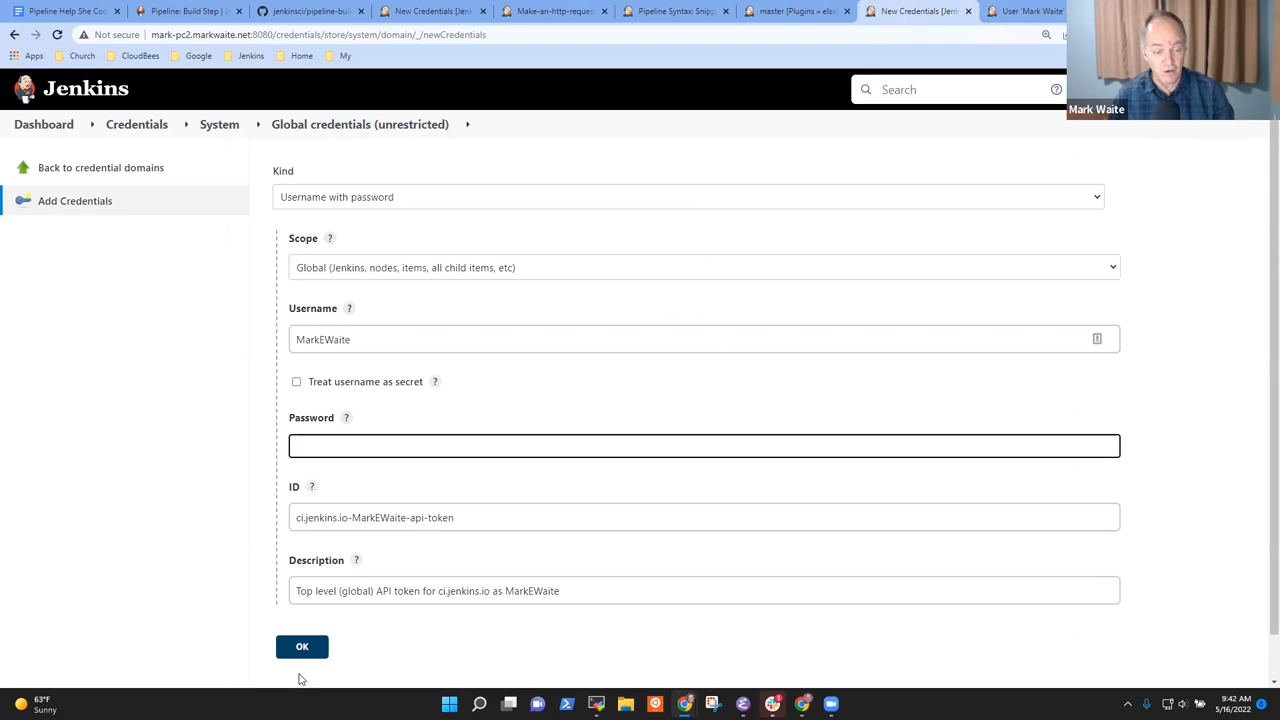 Pipeline Help She Cou
Pipeline: Build Step [J
jenkinsci/pipeline-buil
New Credentials [Jenk
Make-an-http-reques
Pipeline Syntax: Snipp
master [Plugins » elas
New Credentials [Jenk
User 'Mark Waite'
Not secure
mark-pc2.markwaite.net:8080/credentials/store/system/domain/_/newCredentials
Apps
Church
CloudBees
Google
Jenkins
Home
My
Jenkins
Search
Mark Waite
Dashboard
Credentials
System
Global credentials (unrestricted)
Back to credential domains
Add Credentials
Kind
Username with password
Scope ?
Global (Jenkins, nodes, items, all child items, etc)
Username ?
MarkEWaite
Treat username as secret ?
Password ?
ID ?
ci.jenkins.io-MarkEWaite-api-token
Description ?
Top level (global) API token for ci.jenkins.io as MarkEWaite
OK
63°F
Sunny
9:42 AM
5/16/2022